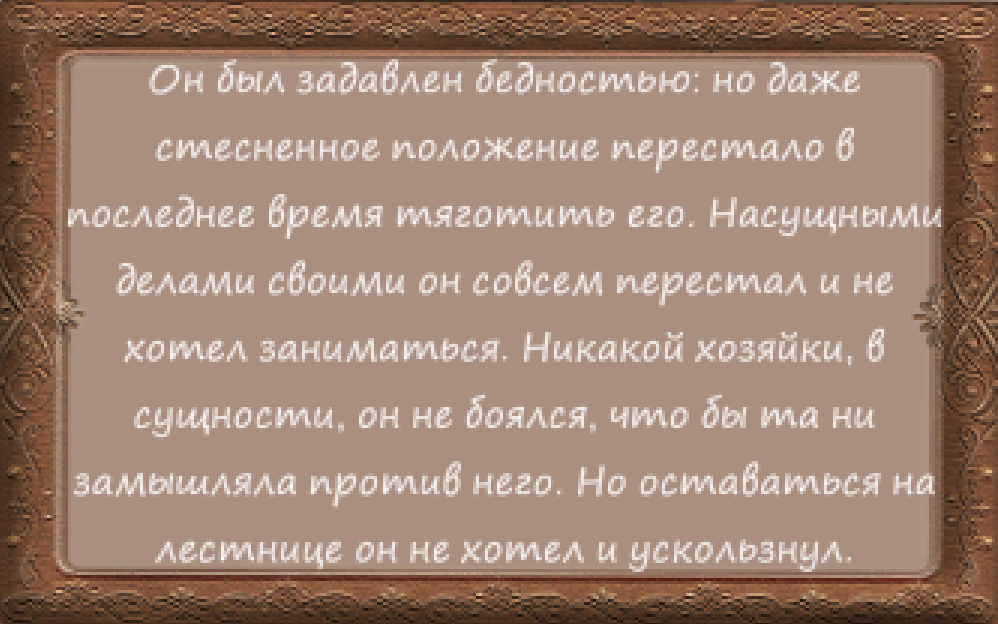 Он был задавлен бедностью: но даже
стесненное положение перестало в
последнее время тяготить его. Насущными
делами своими он совсем перестал и не
хотел заниматься. Никакой хозяйки, в
сущности, он не боялся, что бы та ни
замышляла против него. Но оставаться на
лестнице он не хотел и ускользнул.